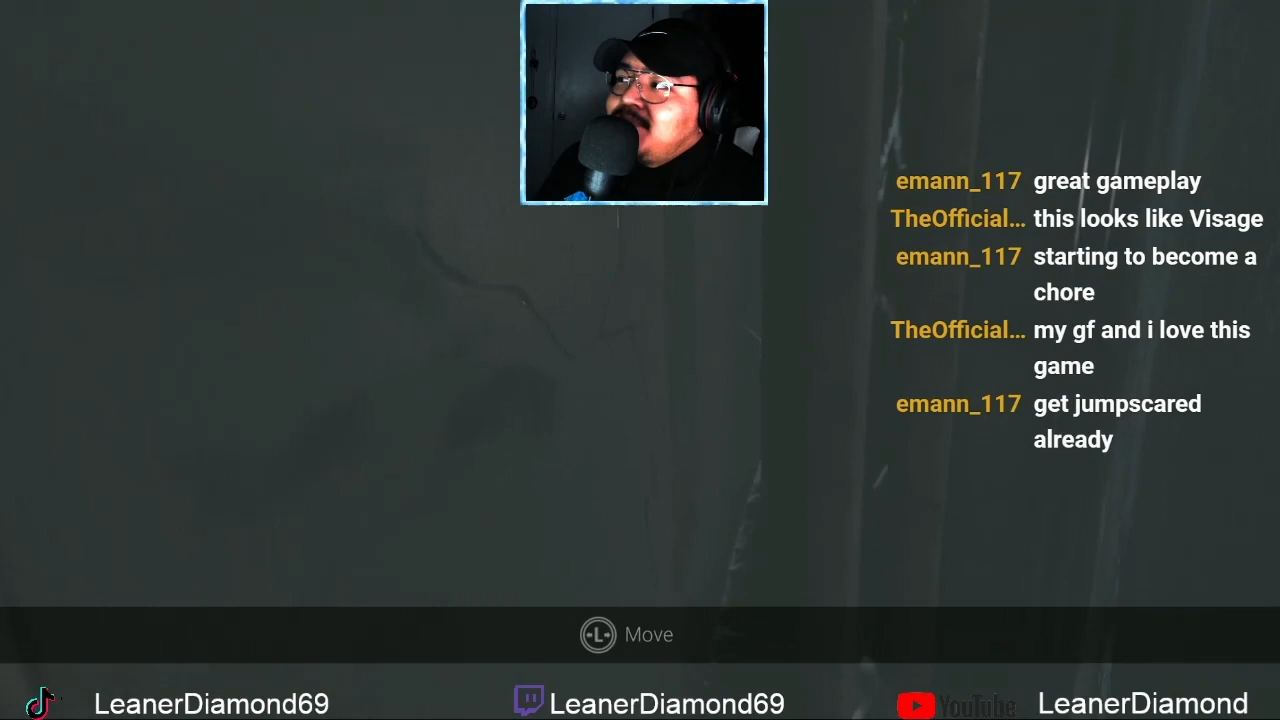 emann_117 great gameplay
TheOfficial... this looks like Visage
emann_117 starting to become a
chore
TheOfficial... my gf and i love this
game
emann_117 get jumpscared
already
L Move
LeanerDiamond69 LeanerDiamond69 YouTube LeanerDiamond